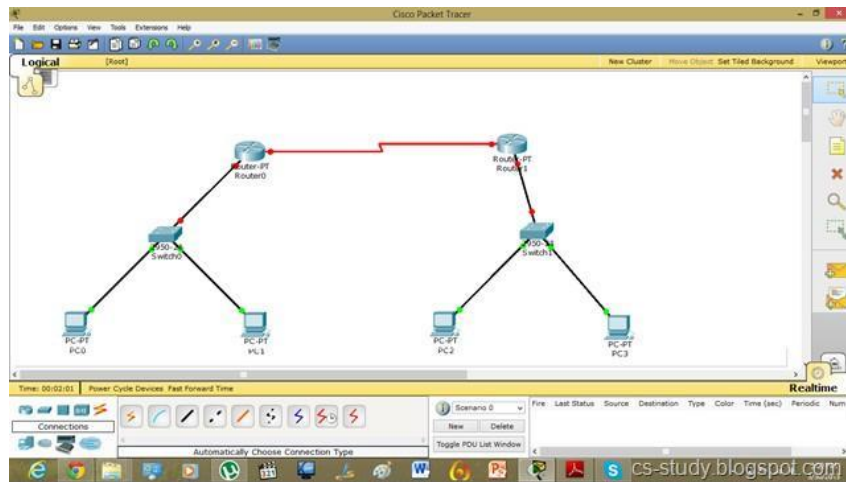 Cisco Packet Tracer
File Edit Options View Tools Extensions Help
Logical [Root] New Cluster Move Object Set Tiled Background Viewport
Router-PT
Router0
Router-PT
Router1
Switch0
Switch1
PC-PT
PC0
PC-PT
PC1
PC-PT
PC2
PC-PT
PC3
Time: 00:02:01 Power Cycle Devices Fast Forward Time Realtime
Connections
Automatically Choose Connection Type
Scenario 0
New Delete
Toggle PDU List Window
Fire Last Status Source Destination Type Color Time (sec) Periodic Num
cs-study.blogspot.com